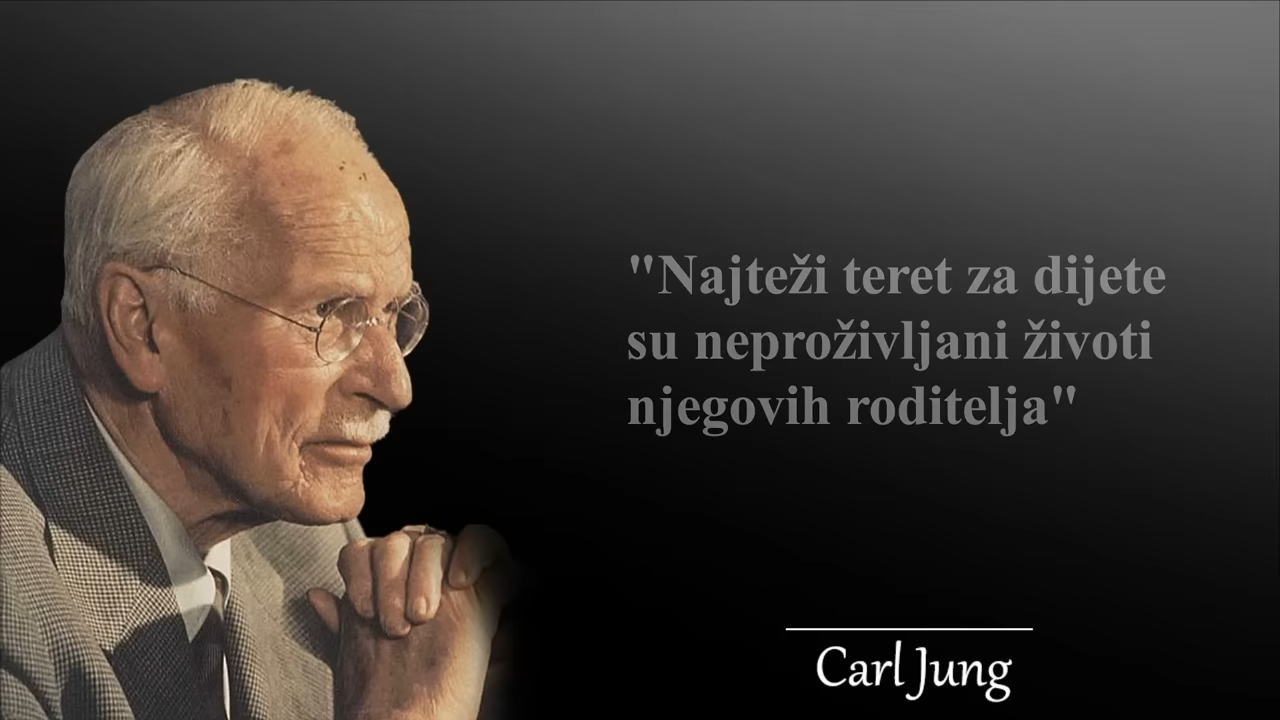 "Najteži teret za dijete
su neproživljani životi
njegovih roditelja"
Carl Jung